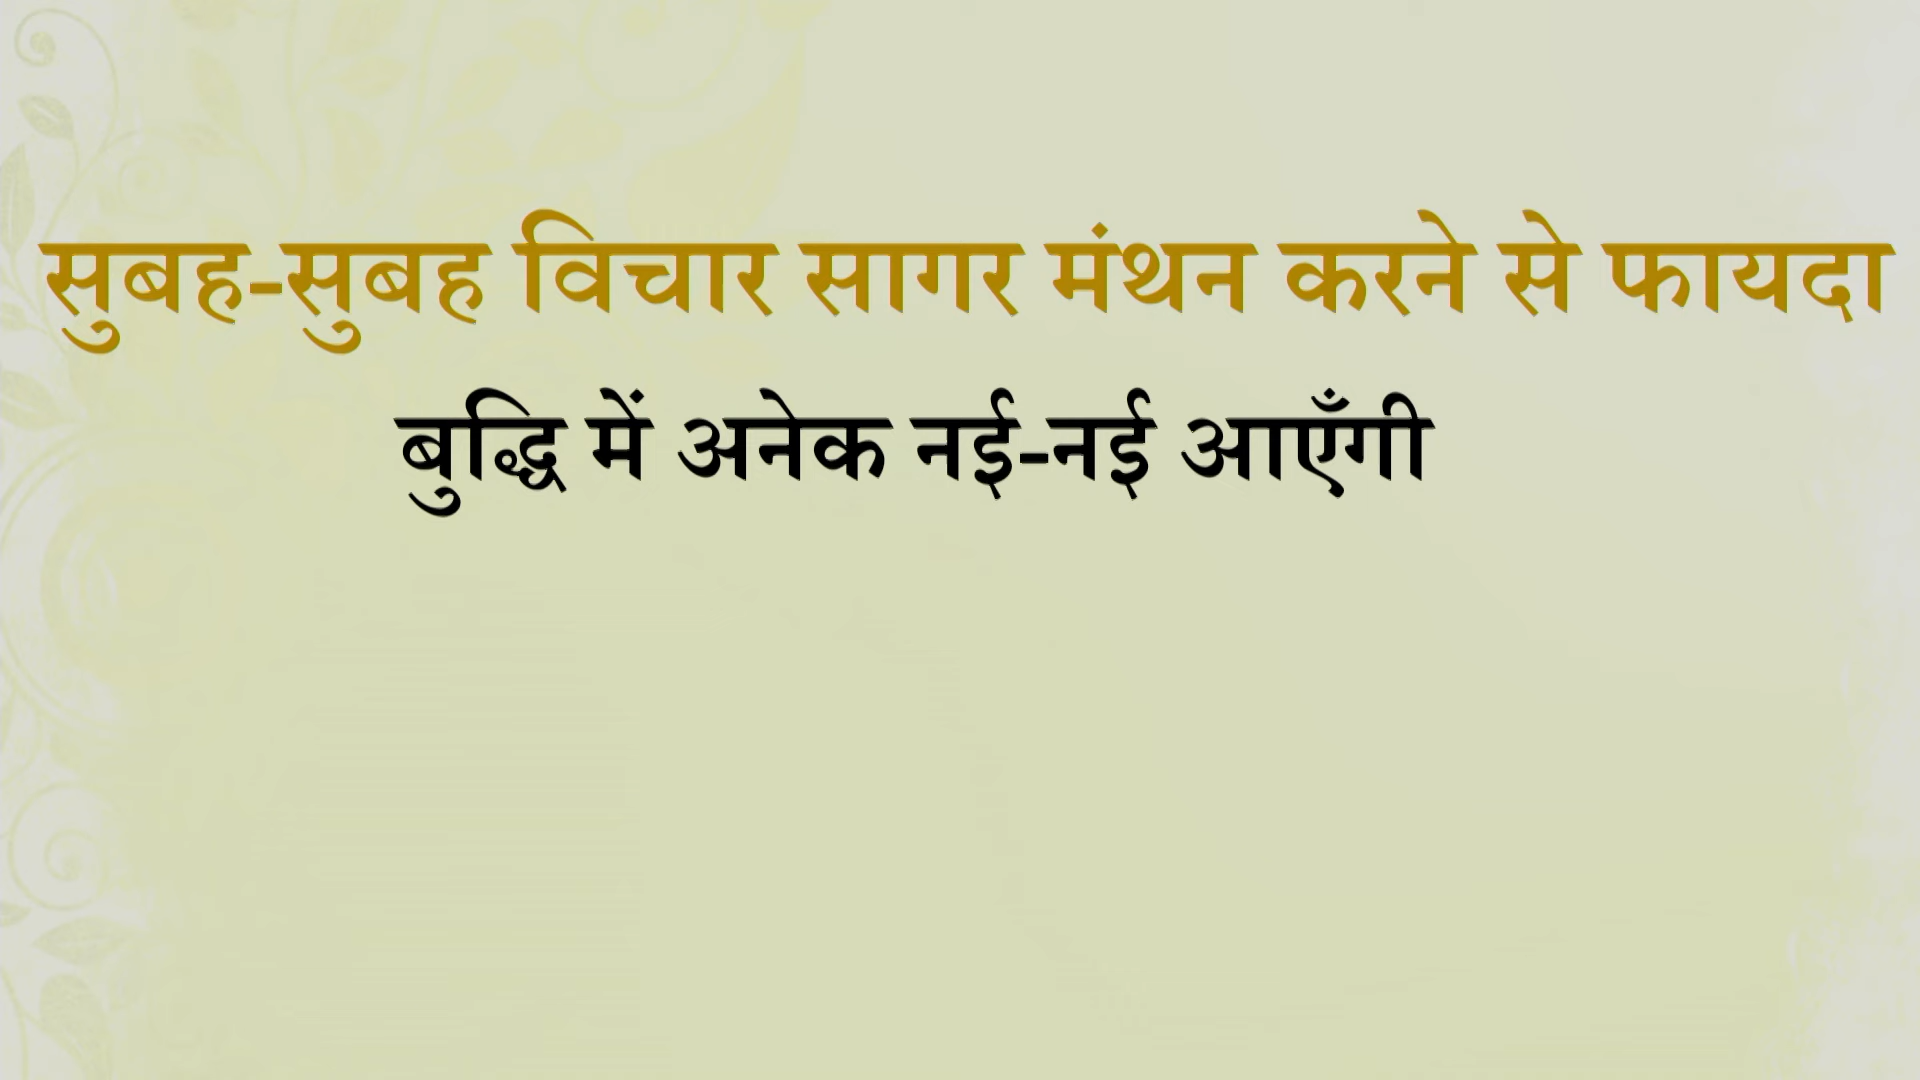 सुबह-सुबह विचार सागर मंथन करने से फायदा
बुद्धि में अनेक नई-नई आएँगी